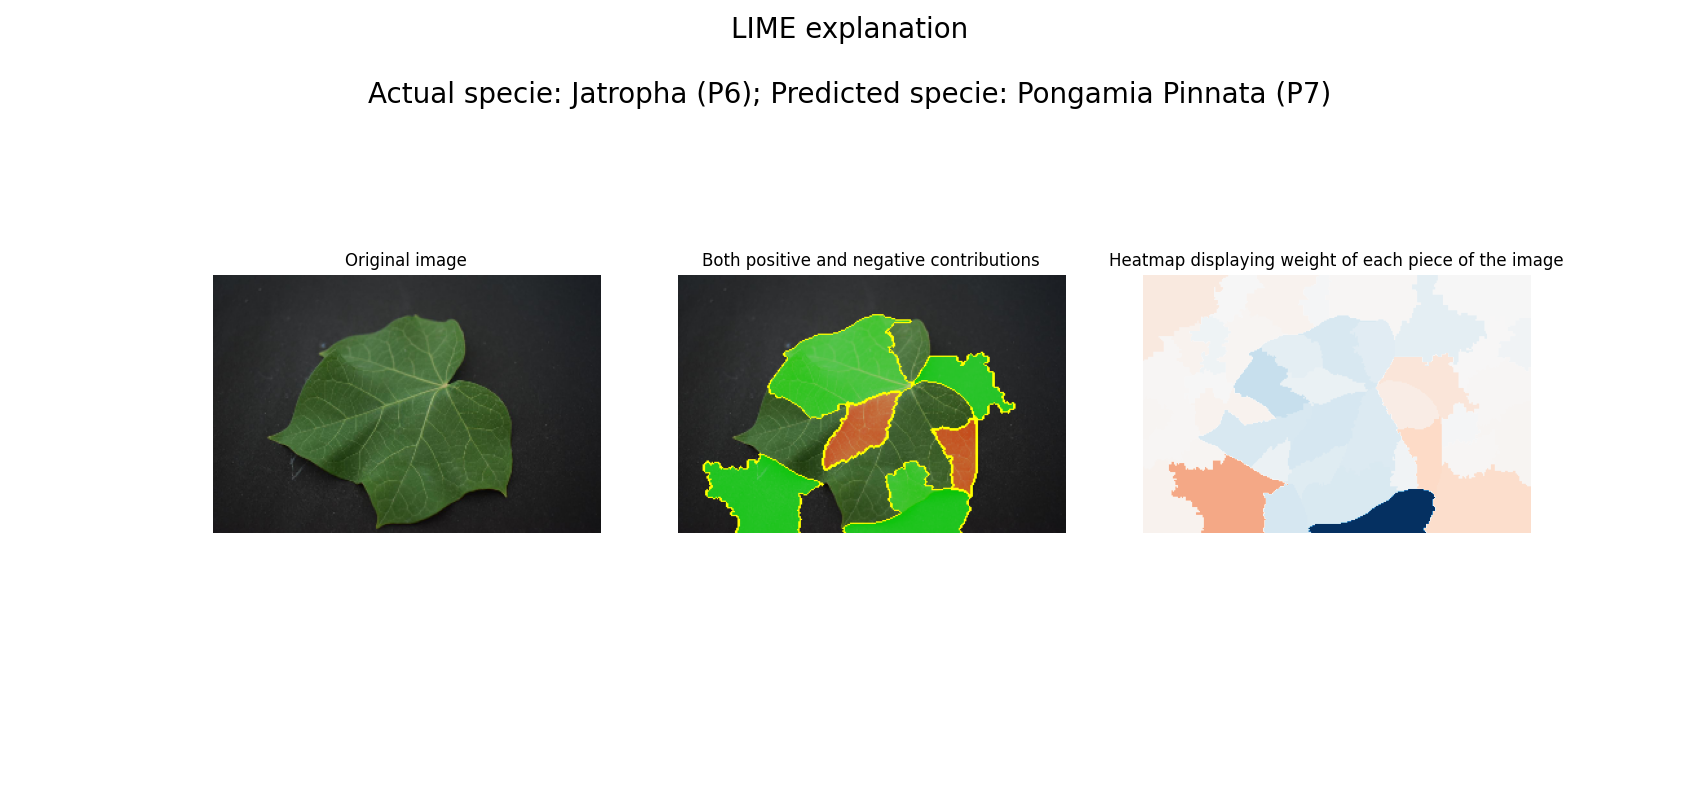 LIME explanation
Actual specie: Jatropha (P6); Predicted specie: Pongamia Pinnata (P7)
Original image
Both positive and negative contributions
Heatmap displaying weight of each piece of the image